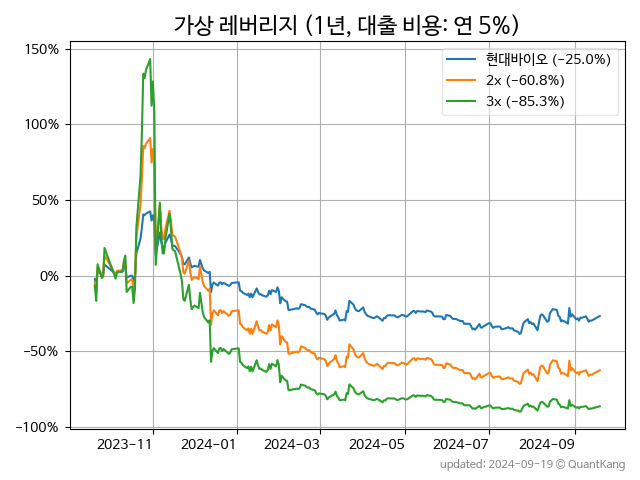 가상 레버리지 (1년, 대출 비용: 연 5%)
현대바이오 (−25.0%)
2x (−60.8%)
3x (−85.3%)
150%
100%
50%
0%
−50%
−100%
2023-11 2024-01 2024-03 2024-05 2024-07 2024-09
updated: 2024-09-19 © QuantKang